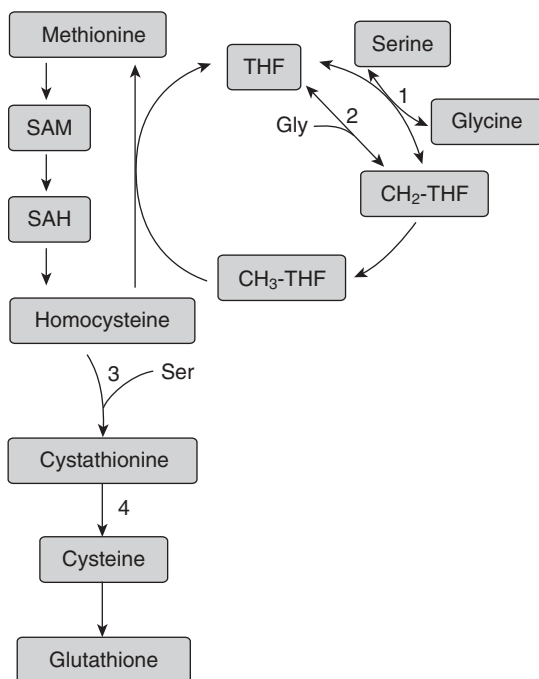 Methionine
Serine
THF
1
2
Gly
Glycine
SAM
CH₂-THF
SAH
CH₃-THF
Homocysteine
3
Ser
Cystathionine
4
Cysteine
Glutathione